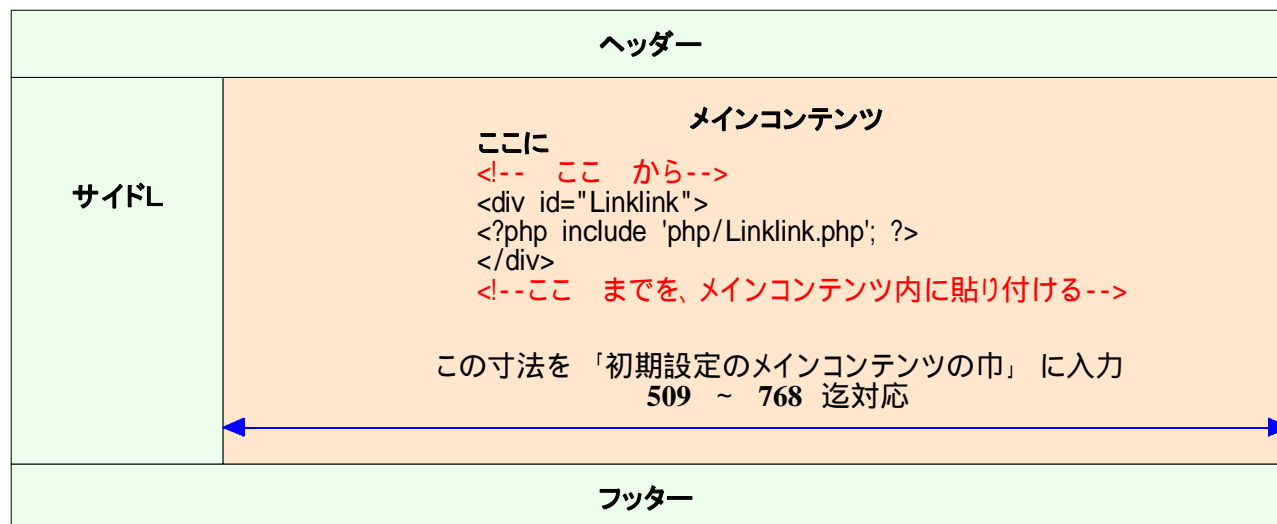 ヘッダー
サイドL
メインコンテンツ
ここに
<!--　ここ　から-->
<div id="Linklink">
<?php include 'php/Linklink.php'; ?>
</div>
<!--ここ　までを、メインコンテンツ内に貼り付ける-->
この寸法を 「初期設定のメインコンテンツの巾」 に入力
509 ~ 768 迄対応
フッター